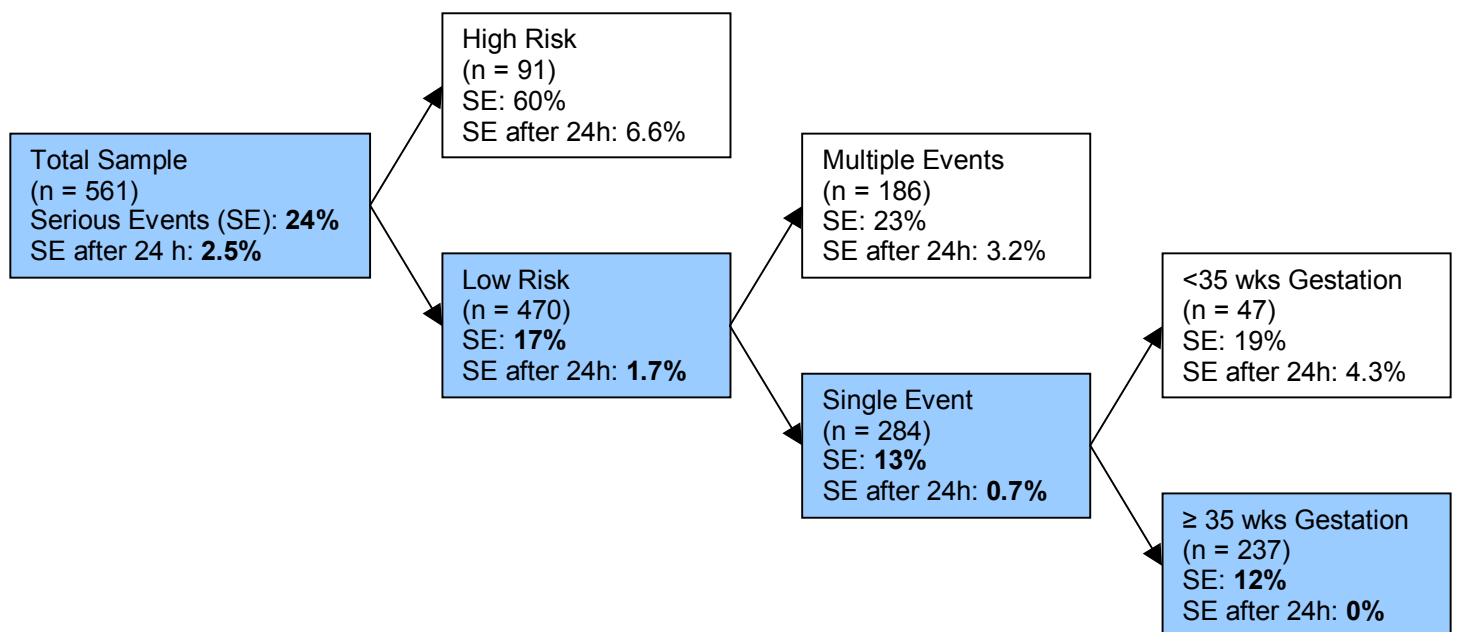 Total Sample
(n = 561)
Serious Events (SE): 24%
SE after 24 h: 2.5%
High Risk
(n = 91)
SE: 60%
SE after 24h: 6.6%
Low Risk
(n = 470)
SE: 17%
SE after 24h: 1.7%
Multiple Events
(n = 186)
SE: 23%
SE after 24h: 3.2%
Single Event
(n = 284)
SE: 13%
SE after 24h: 0.7%
<35 wks Gestation
(n = 47)
SE: 19%
SE after 24h: 4.3%
≥ 35 wks Gestation
(n = 237)
SE: 12%
SE after 24h: 0%